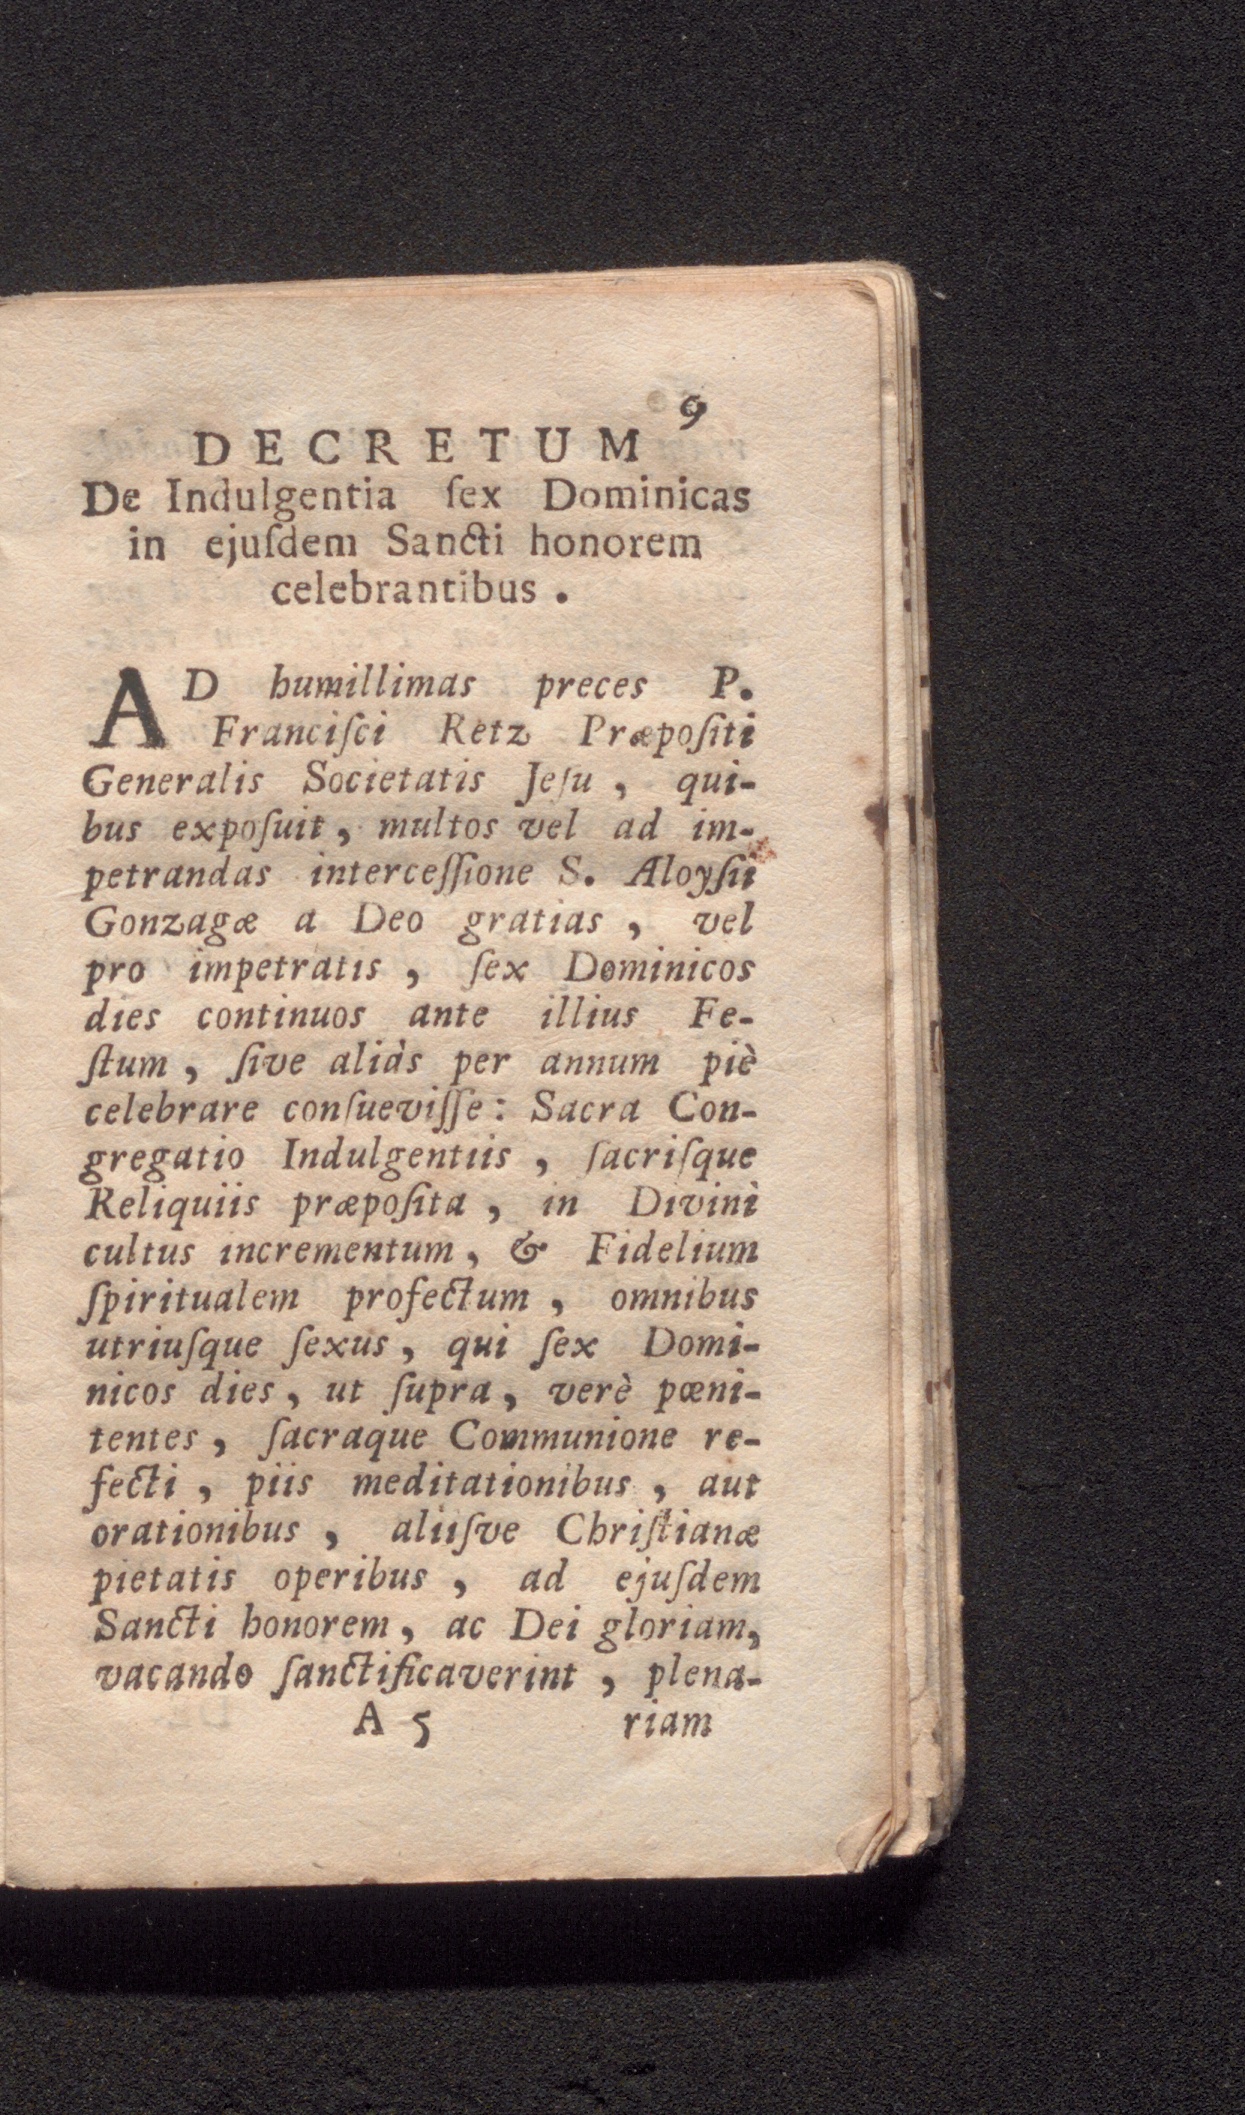 9
DECRETUM
De Indulgentia ſex Dominicas
in ejuſdem Sancti honorem
celebrantibus .
AD humillimas preces P.
Franciſci Retz Præpoſiti
Generalis Societatis Jeſu , qui-
bus expoſuit, multos vel ad im-
petrandas interceſſione S. Aloyſii
Gonzagæ a Deo gratias , vel
pro impetratis , ſex Dominicos
dies continuos ante illius Fe-
ſtum , ſive aliàs per annum piè
celebrare conſueviſſe: Sacra Con-
gregatio Indulgentiis , ſacriſque
Reliquiis præpoſita , in Divini
cultus incrementum, & Fidelium
ſpiritualem profectum , omnibus
utriuſque ſexus, qui ſex Domi-
nicos dies, ut ſupra, verè pœni-
tentes, ſacraque Communione re-
fecti , piis meditationibus , aut
orationibus , aliiſve Chriſtianæ
pietatis operibus , ad ejuſdem
Sancti honorem, ac Dei gloriam,
vacando ſanctificaverint , plena-
A 5 riam